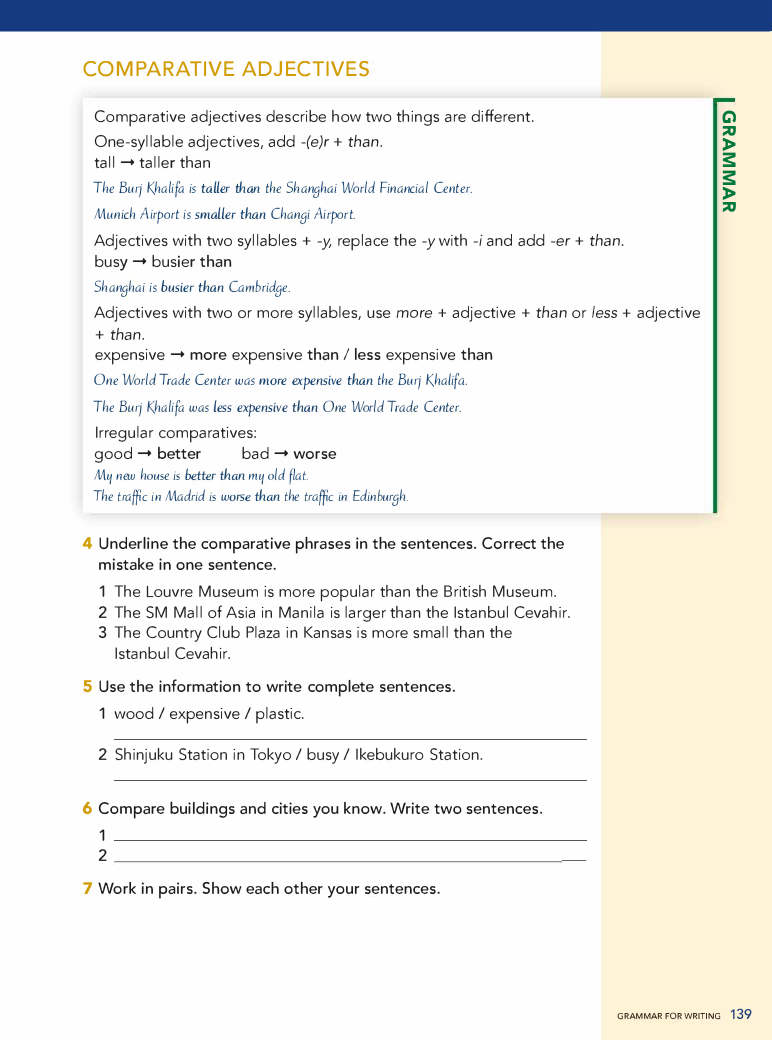 COMPARATIVE ADJECTIVES
GRAMMAR
Comparative adjectives describe how two things are different.
One-syllable adjectives, add -(e)r + than.
tall ➞ taller than
The Burj Khalifa is taller than the Shanghai World Financial Center.
Munich Airport is smaller than Changi Airport.
Adjectives with two syllables + -y, replace the -y with -i and add -er + than.
busy ➞ busier than
Shanghai is busier than Cambridge.
Adjectives with two or more syllables, use more + adjective + than or less + adjective
+ than.
expensive ➞ more expensive than / less expensive than
One World Trade Center was more expensive than the Burj Khalifa.
The Burj Khalifa was less expensive than One World Trade Center.
Irregular comparatives:
good ➞ better bad ➞ worse
My new house is better than my old flat.
The traffic in Madrid is worse than the traffic in Edinburgh.
4 Underline the comparative phrases in the sentences. Correct the
mistake in one sentence.
1 The Louvre Museum is more popular than the British Museum.
2 The SM Mall of Asia in Manila is larger than the Istanbul Cevahir.
3 The Country Club Plaza in Kansas is more small than the
Istanbul Cevahir.
5 Use the information to write complete sentences.
1 wood / expensive / plastic.
2 Shinjuku Station in Tokyo / busy / Ikebukuro Station.
6 Compare buildings and cities you know. Write two sentences.
1
2
7 Work in pairs. Show each other your sentences.
GRAMMAR FOR WRITING 139